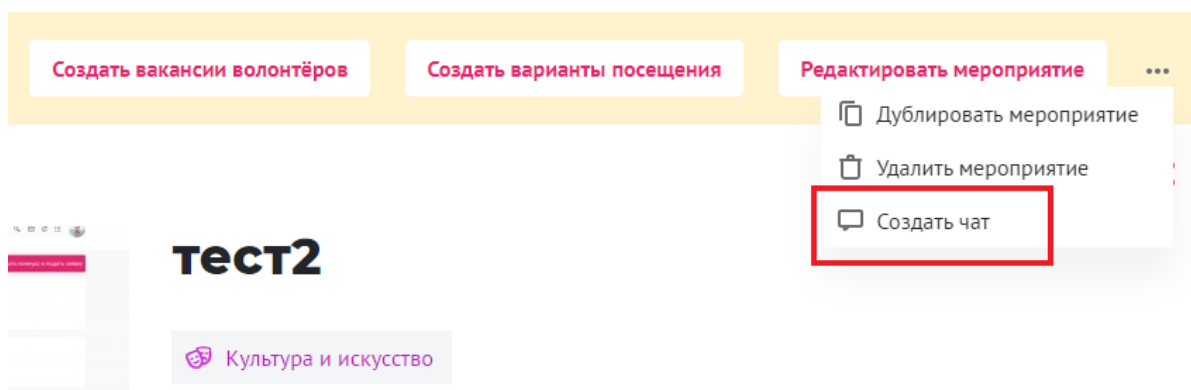 Создать вакансии волонтёров
Создать варианты посещения
Редактировать мероприятие
Дублировать мероприятие
Удалить мероприятие
Создать чат
тест2
Культура и искусство